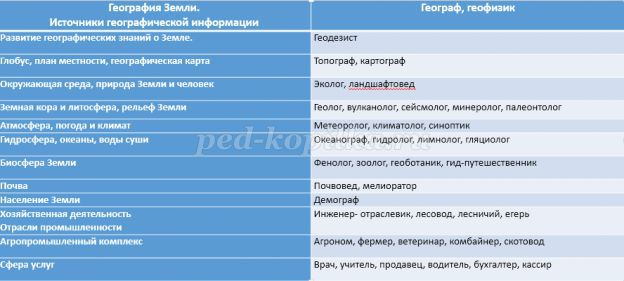 География Земли. Географ, геофизик
Источники географической информации
Развитие географических знаний о Земле. Геодезист
Глобус, план местности, географическая карта Топограф, картограф
Окружающая среда, природа Земли и человек Эколог, ландшафтовед
Земная кора и литосфера, рельеф Земли Геолог, вулканолог, сейсмолог, минеролог, палеонтолог
Атмосфера, погода и климат Метеоролог, климатолог, синоптик
Гидросфера, океаны, воды суши Океанограф, гидролог, лимнолог, гляциолог
ped-kopilka.ru
Биосфера Земли Фенолог, зоолог, геоботаник, гид-путешественник
Почва Почвовед, мелиоратор
Население Земли Демограф
Хозяйственная деятельность Инженер- отраслевик, лесовод, лесничий, егерь
Отрасли промышленности
Агропромышленный комплекс Агроном, фермер, ветеринар, комбайнер, скотовод
Сфера услуг Врач, учитель, продавец, водитель, бухгалтер, кассир